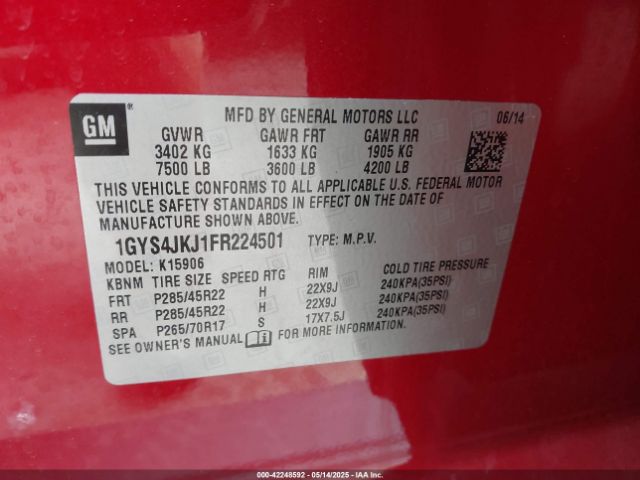 GM ®
MFD BY GENERAL MOTORS LLC 06/14
GVWR GAWR FRT GAWR RR
3402 KG 1633 KG 1905 KG
7500 LB 3600 LB 4200 LB
THIS VEHICLE CONFORMS TO ALL APPLICABLE U.S. FEDERAL MOTOR
VEHICLE SAFETY STANDARDS IN EFFECT ON THE DATE OF
MANUFACTURE SHOWN ABOVE.
1GYS4JKJ1FR224501 TYPE: M.P.V.
MODEL: K15906
KBNM TIRE SIZE SPEED RTG RIM COLD TIRE PRESSURE
FRT P285/45R22 H 22X9J 240KPA(35PSI)
RR P285/45R22 H 22X9J 240KPA(35PSI)
SPA P265/70R17 S 17X7.5J 240KPA(35PSI)
SEE OWNER'S MANUAL FOR MORE INFORMATION
000-42248592 — 05/14/2025 — IAAI.COM